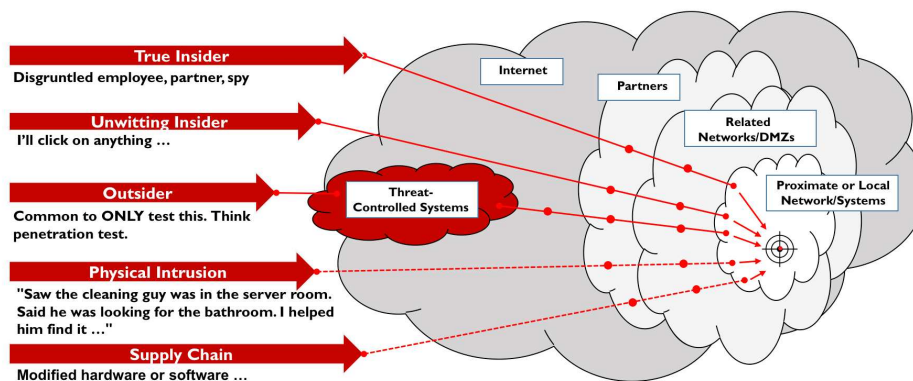 True Insider
Disgruntled employee, partner, spy
Unwitting Insider
I'll click on anything …
Outsider
Common to ONLY test this. Think
penetration test.
Physical Intrusion
"Saw the cleaning guy was in the server room.
Said he was looking for the bathroom. I helped
him find it …"
Supply Chain
Modified hardware or software …
Threat-
Controlled Systems
Internet
Partners
Related
Networks/DMZs
Proximate or Local
Network/Systems